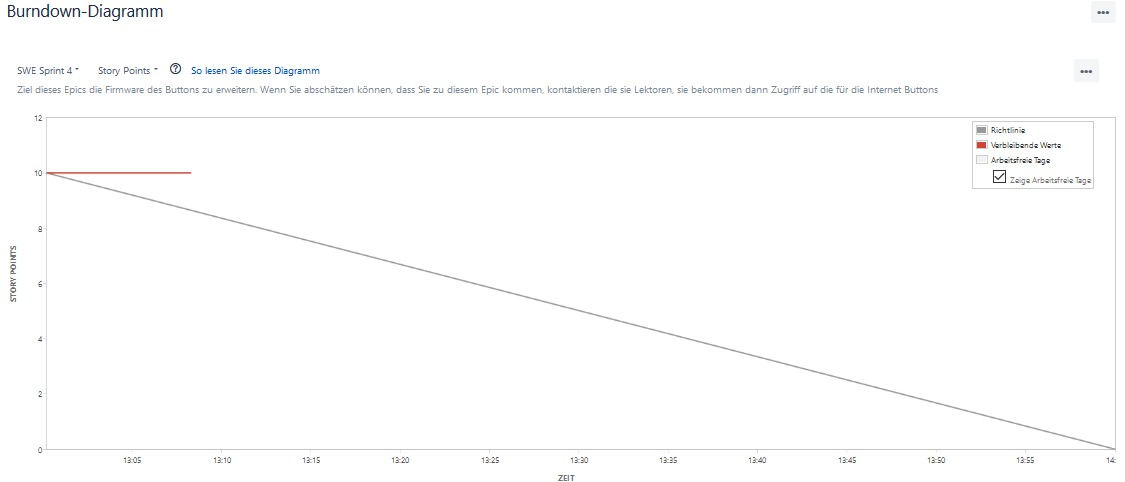 Burndown-Diagramm
SWE Sprint 4 Story Points So lesen Sie dieses Diagramm
Ziel dieses Epics die Firmware des Buttons zu erweitern. Wenn Sie abschätzen können, dass Sie zu diesem Epic kommen, kontaktieren die sie Lektoren, sie bekommen dann Zugriff auf die für die Internet Buttons
Richtlinie
Verbleibende Werte
Arbeitsfreie Tage
Zeige Arbeitsfreie Tage
12
10
8
6
4
2
0
STORY POINTS
13:05 13:10 13:15 13:20 13:25 13:30 13:35 13:40 13:45 13:50 13:55 14:
ZEIT